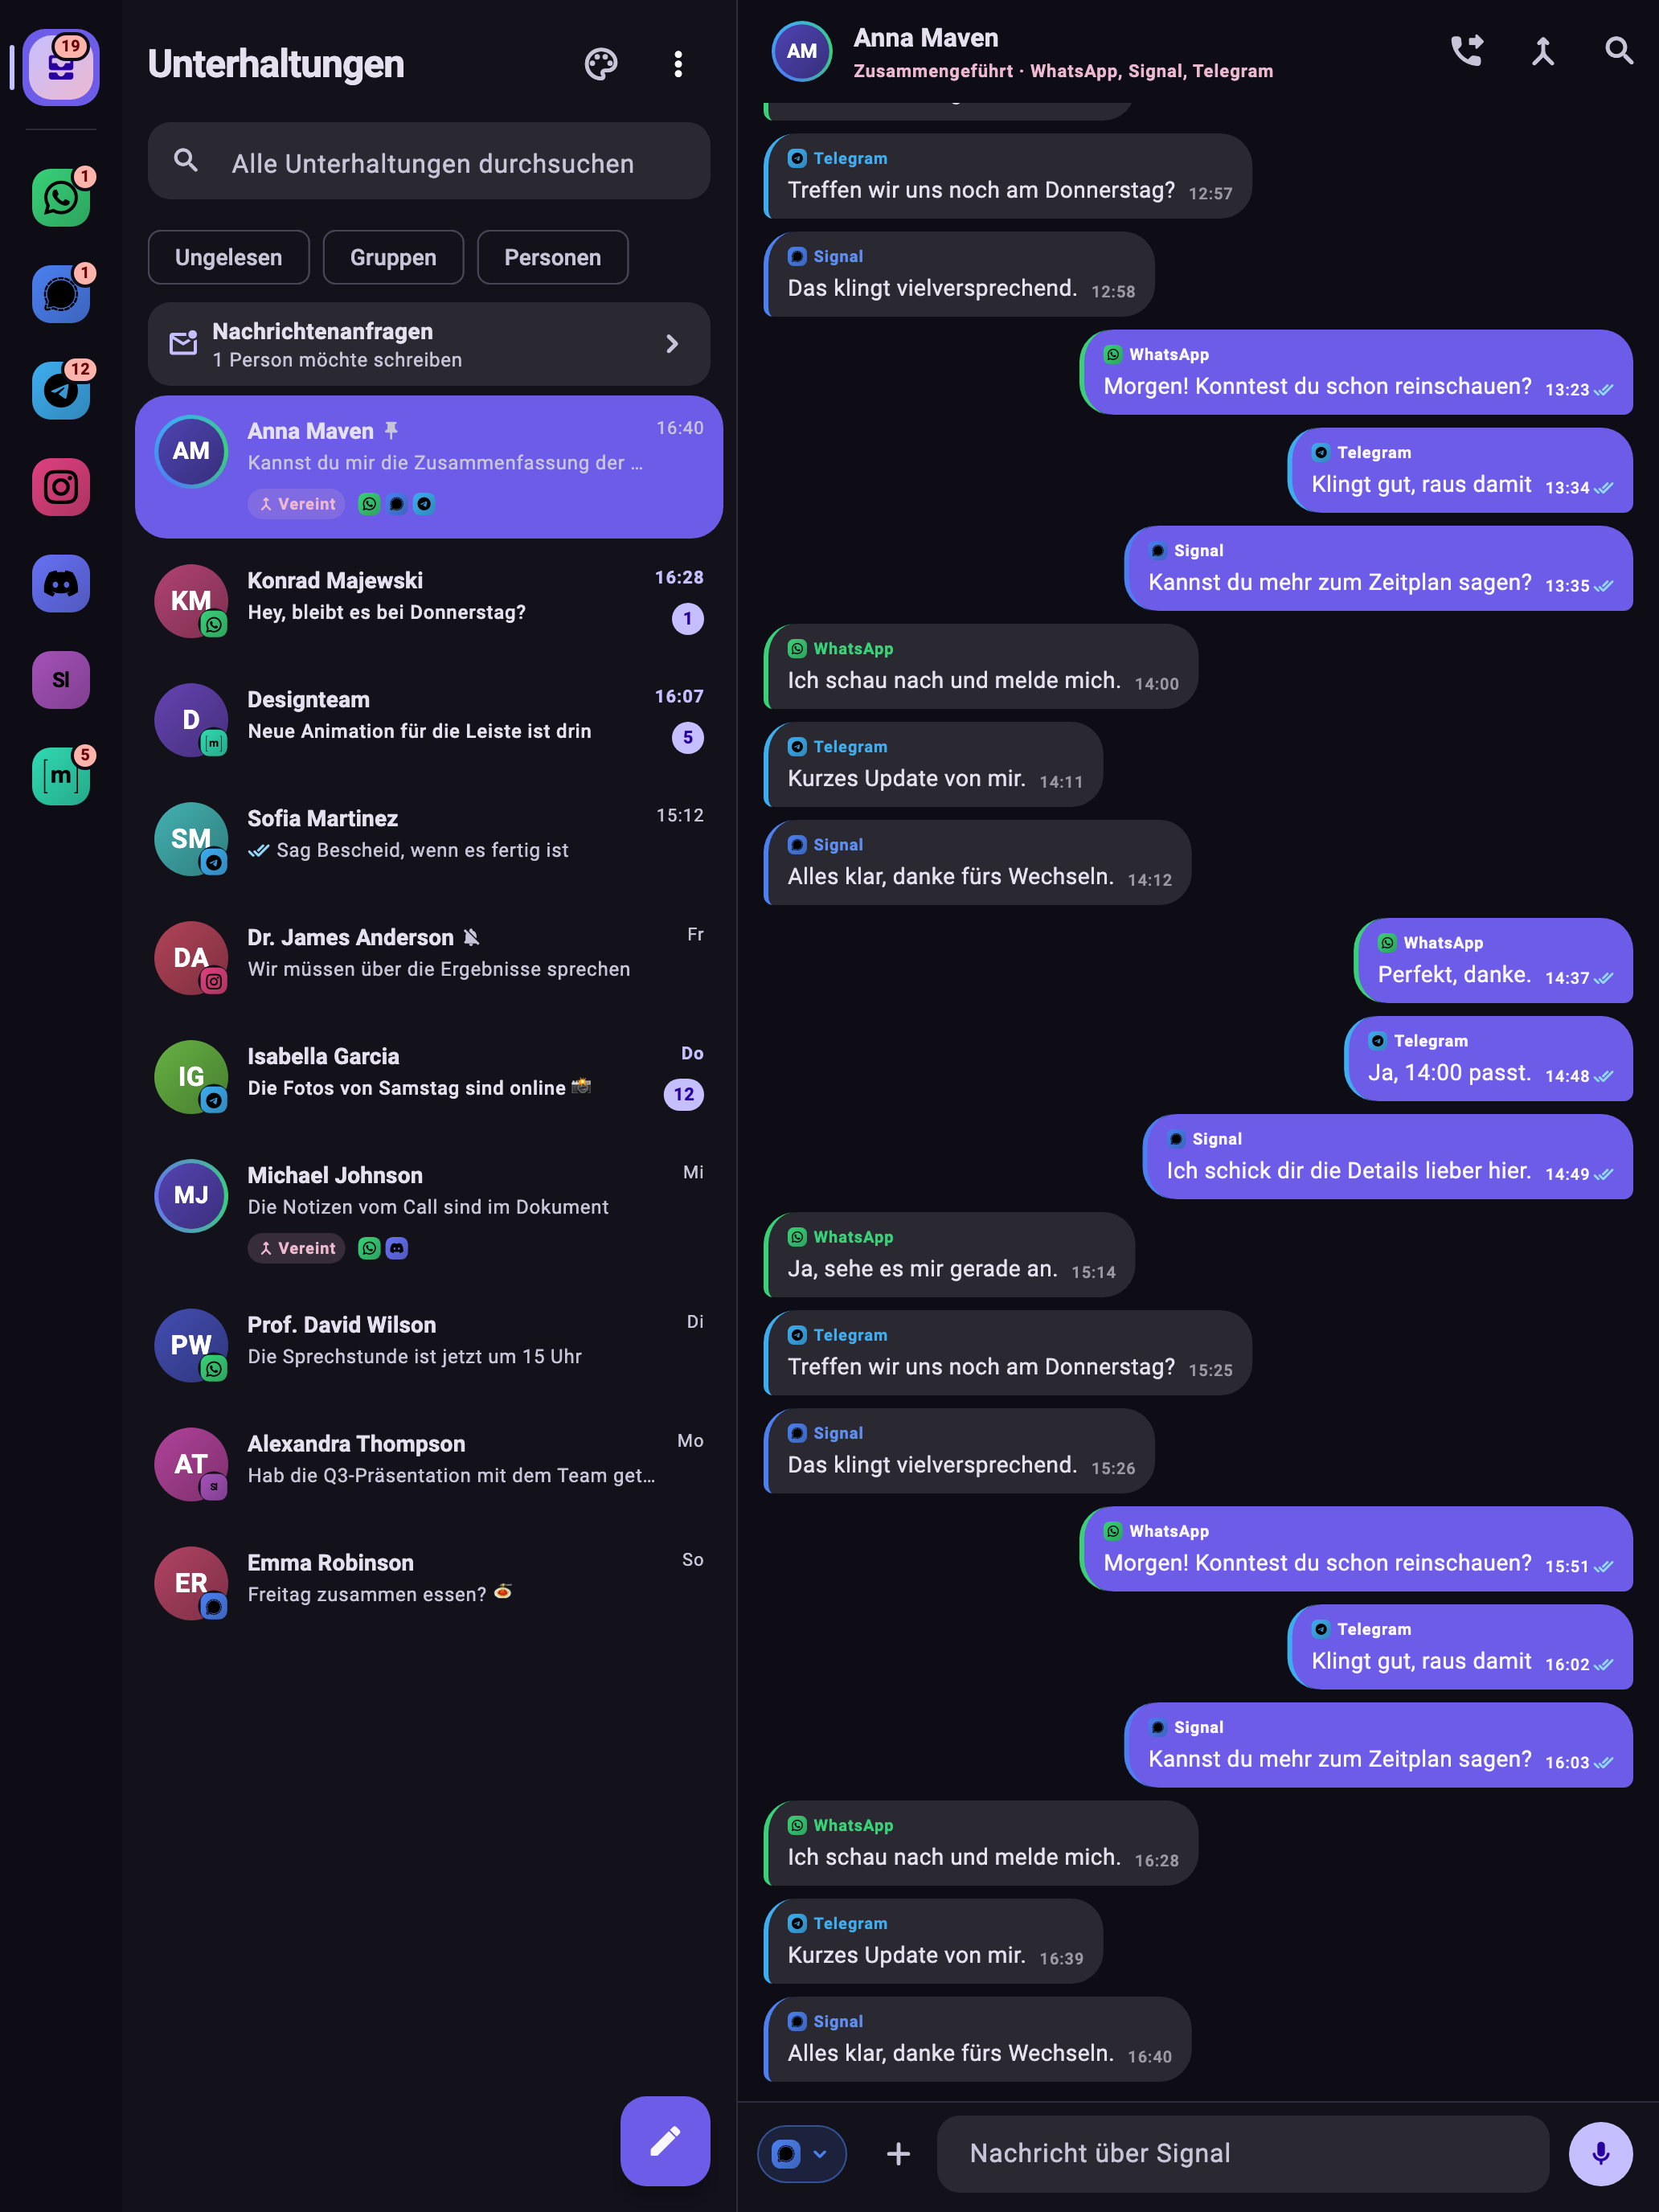 19
1
1
12
SI
[m]
5
Unterhaltungen
Alle Unterhaltungen durchsuchen
Ungelesen
Gruppen
Personen
Nachrichtenanfragen
1 Person möchte schreiben
AM
Anna Maven
16:40
Kannst du mir die Zusammenfassung der …
Vereint
KM
Konrad Majewski
16:28
Hey, bleibt es bei Donnerstag?
1
D
[m]
Designteam
16:07
Neue Animation für die Leiste ist drin
5
SM
Sofia Martinez
15:12
Sag Bescheid, wenn es fertig ist
DA
Dr. James Anderson
Fr
Wir müssen über die Ergebnisse sprechen
IG
Isabella Garcia
Do
Die Fotos von Samstag sind online 📸
12
MJ
Michael Johnson
Mi
Die Notizen vom Call sind im Dokument
Vereint
PW
Prof. David Wilson
Di
Die Sprechstunde ist jetzt um 15 Uhr
AT
SI
Alexandra Thompson
Mo
Hab die Q3-Präsentation mit dem Team get…
ER
Emma Robinson
So
Freitag zusammen essen? 🍝
AM
Anna Maven
Zusammengeführt · WhatsApp, Signal, Telegram
Telegram
Treffen wir uns noch am Donnerstag? 12:57
Signal
Das klingt vielversprechend. 12:58
WhatsApp
Morgen! Konntest du schon reinschauen? 13:23
Telegram
Klingt gut, raus damit 13:34
Signal
Kannst du mehr zum Zeitplan sagen? 13:35
WhatsApp
Ich schau nach und melde mich. 14:00
Telegram
Kurzes Update von mir. 14:11
Signal
Alles klar, danke fürs Wechseln. 14:12
WhatsApp
Perfekt, danke. 14:37
Telegram
Ja, 14:00 passt. 14:48
Signal
Ich schick dir die Details lieber hier. 14:49
WhatsApp
Ja, sehe es mir gerade an. 15:14
Telegram
Treffen wir uns noch am Donnerstag? 15:25
Signal
Das klingt vielversprechend. 15:26
WhatsApp
Morgen! Konntest du schon reinschauen? 15:51
Telegram
Klingt gut, raus damit 16:02
Signal
Kannst du mehr zum Zeitplan sagen? 16:03
WhatsApp
Ich schau nach und melde mich. 16:28
Telegram
Kurzes Update von mir. 16:39
Signal
Alles klar, danke fürs Wechseln. 16:40
Nachricht über Signal